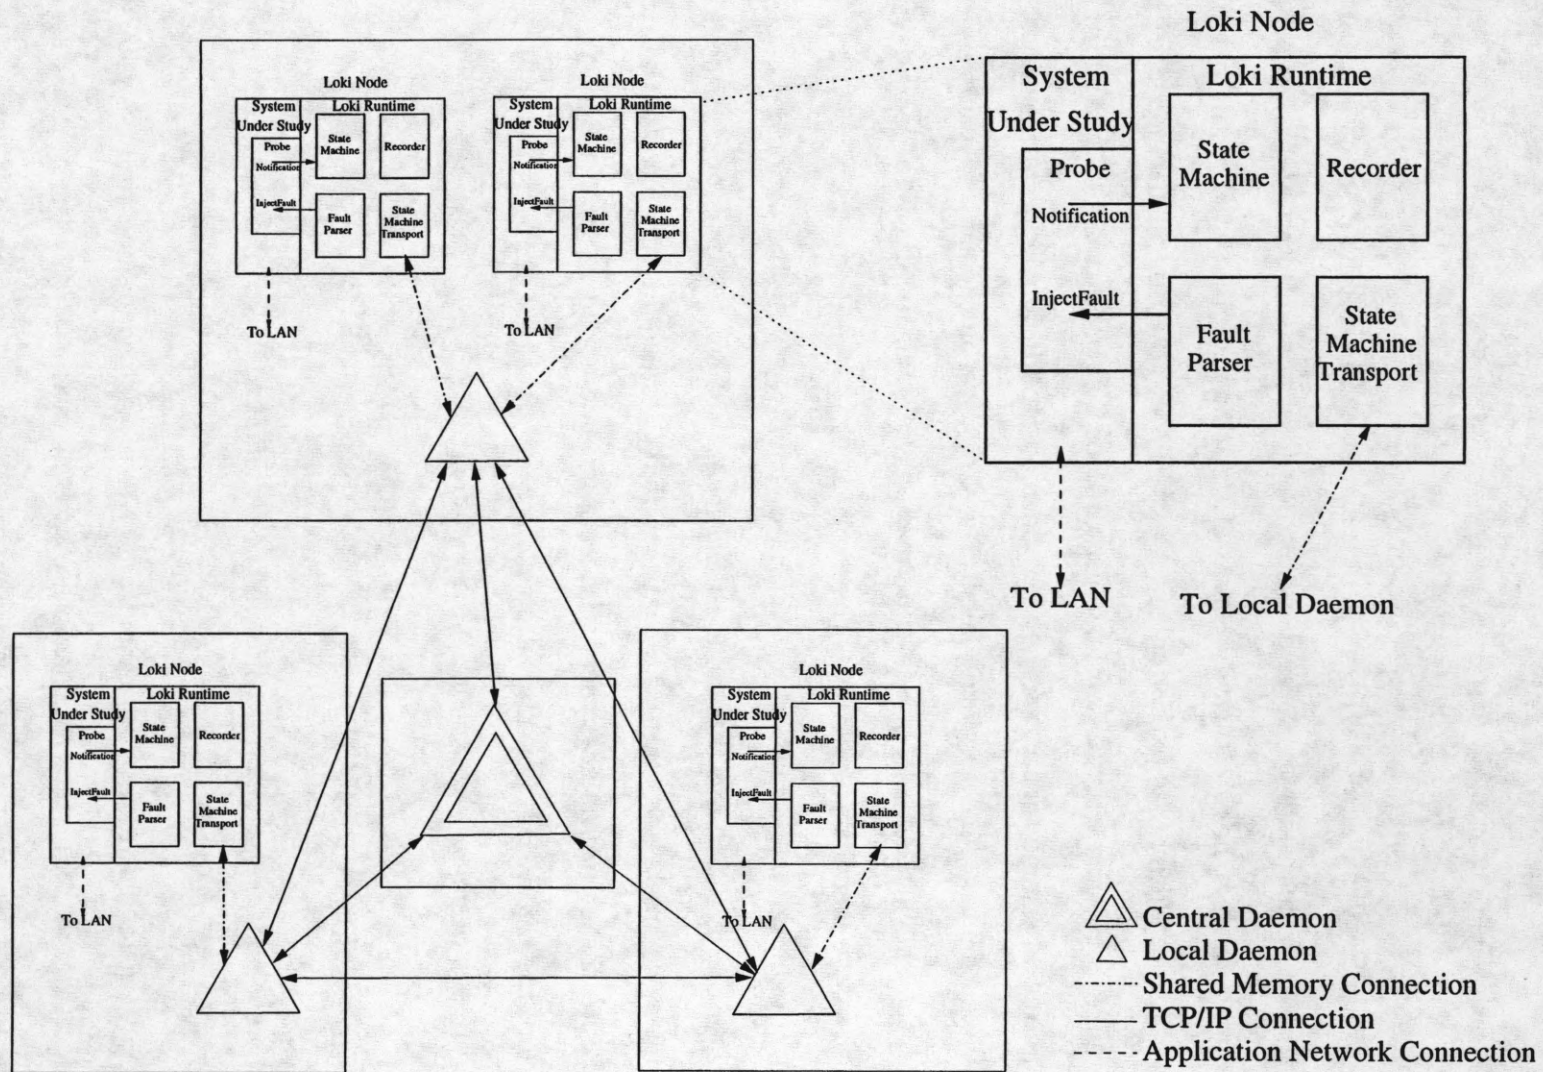 Loki Node
System
Under Study
Loki Runtime
Probe
Notification
InjectFault
State
Machine
Recorder
Fault
Parser
State
Machine
Transport
To LAN
Loki Node
System
Under Study
Loki Runtime
Probe
Notification
InjectFault
State
Machine
Recorder
Fault
Parser
State
Machine
Transport
To LAN
Loki Node
System
Under Study
Loki Runtime
Probe
Notification
InjectFault
State
Machine
Recorder
Fault
Parser
State
Machine
Transport
To LAN
To Local Daemon
Loki Node
System
Under Study
Loki Runtime
Probe
Notification
InjectFault
State
Machine
Recorder
Fault
Parser
State
Machine
Transport
To LAN
Loki Node
System
Under Study
Loki Runtime
Probe
Notification
InjectFault
State
Machine
Recorder
Fault
Parser
State
Machine
Transport
To LAN
Central Daemon
Local Daemon
Shared Memory Connection
TCP/IP Connection
Application Network Connection